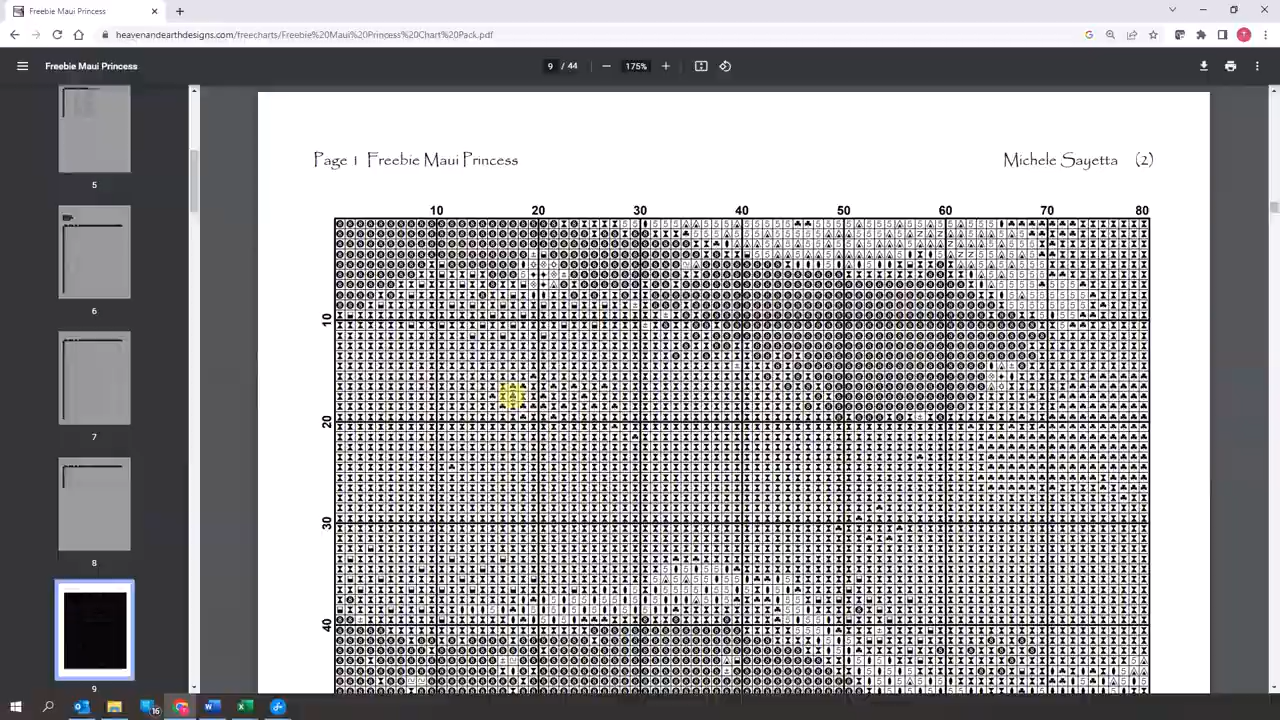 Freebie Maui Princess
heavenandearthdesigns.com/freecharts/Freebie%20Maui%20Princess%20Chart%20Pack.pdf
Freebie Maui Princess
9 / 44
175%
Page 1 Freebie Maui Princess
Michele Sayetta (2)
10 20 30 40 50 60 70 80
10
20
30
40
5
6
7
8
9
16